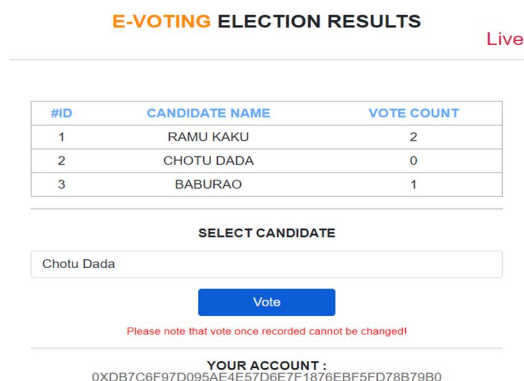 E-VOTING ELECTION RESULTS
Live
#ID CANDIDATE NAME VOTE COUNT
1 RAMU KAKU 2
2 CHOTU DADA 0
3 BABURAO 1
SELECT CANDIDATE
Chotu Dada
Vote
Please note that vote once recorded cannot be changed!
YOUR ACCOUNT :
0XDB7C6F97D095AE4E57D6E7F1876EBF5FD78B79B0